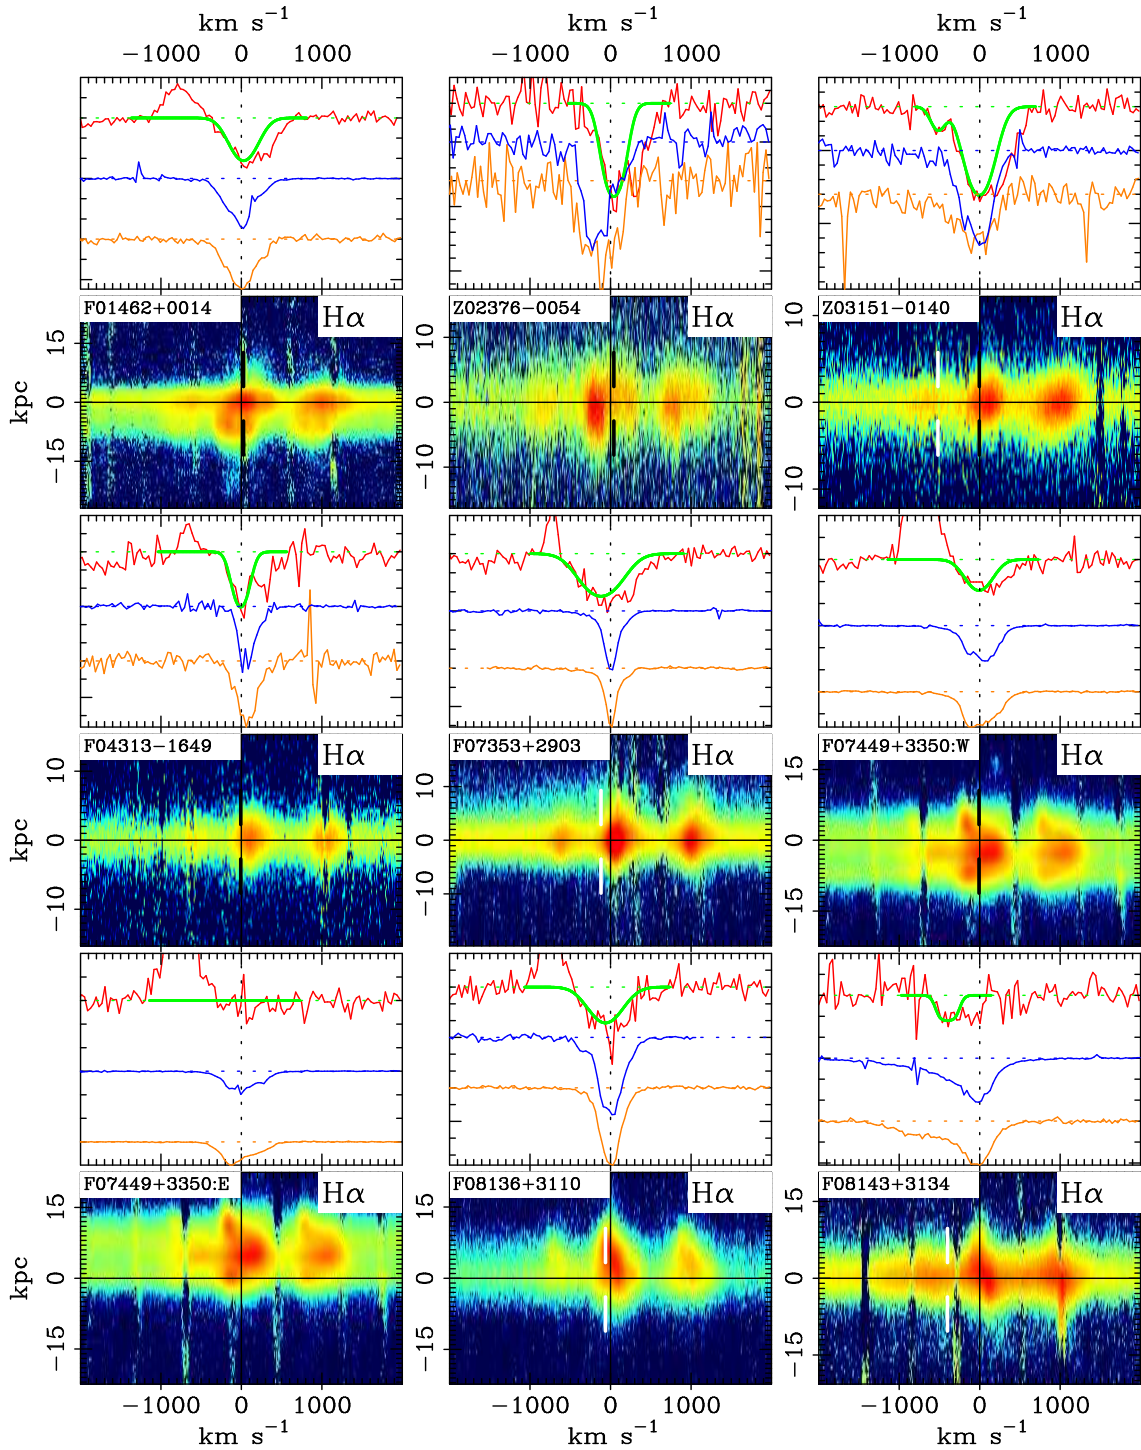 km s−1 km s−1 km s−1
−1000 0 1000 −1000 0 1000 −1000 0 1000
F01462+0014 Hα Z02376−0054 Hα Z03151−0140 Hα
kpc
15 0 −15
10 0 −10
10 0 −10
F04313−1649 Hα F07353+2903 Hα F07449+3350:W Hα
kpc
10 0 −10
10 0 −10
15 0 −15
F07449+3350:E Hα F08136+3110 Hα F08143+3134 Hα
kpc
15 0 −15
15 0 −15
15 0 −15
−1000 0 1000 −1000 0 1000 −1000 0 1000
km s−1 km s−1 km s−1